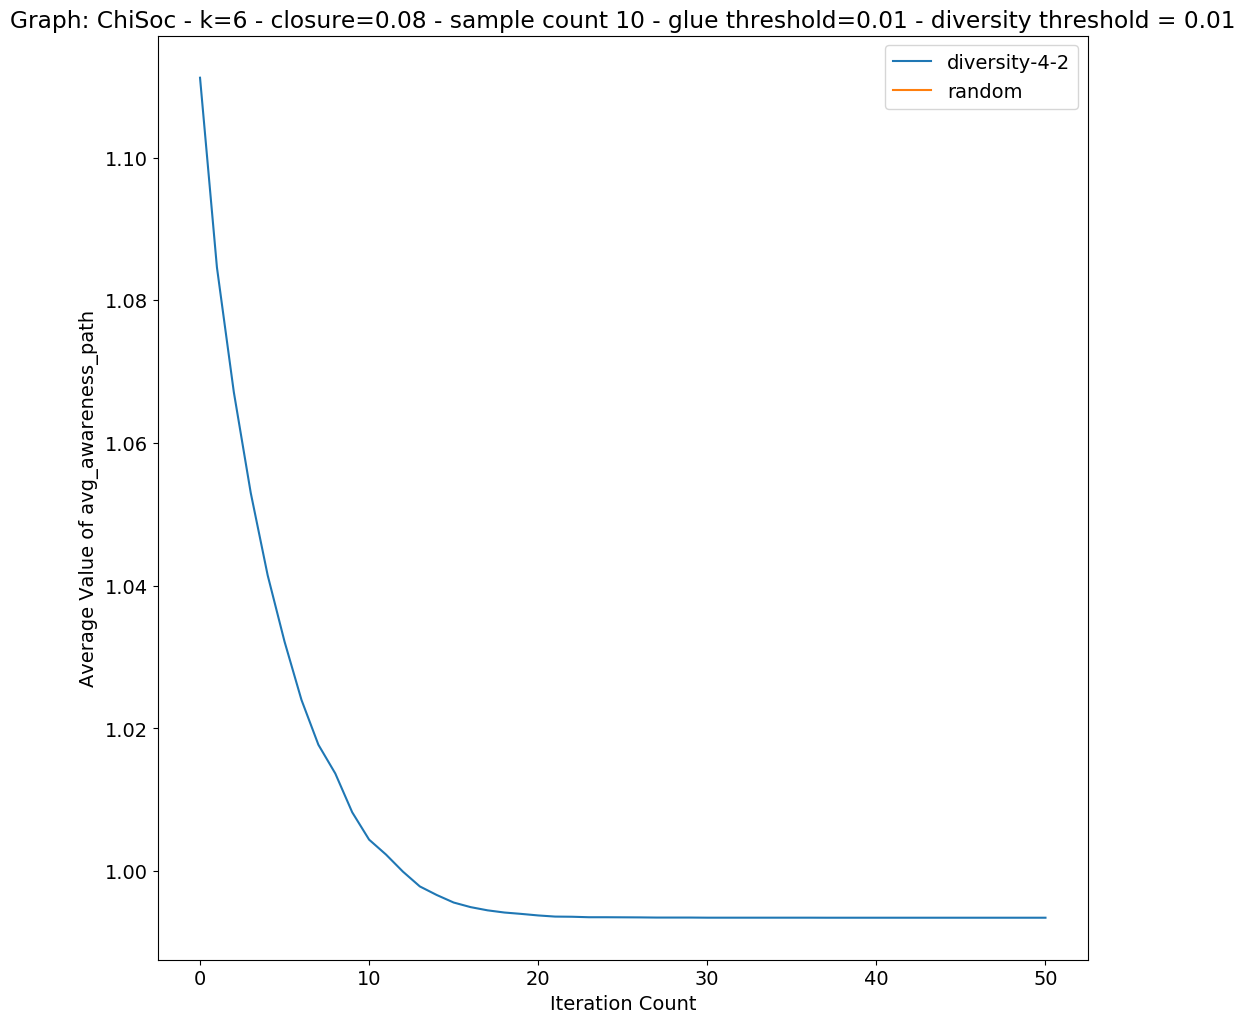 Graph: ChiSoc - k=6 - closure=0.08 - sample count 10 - glue threshold=0.01 - diversity threshold = 0.01
diversity-4-2
random
1.10
1.08
1.06
1.04
1.02
1.00
Average Value of avg_awareness_path
0 10 20 30 40 50
Iteration Count